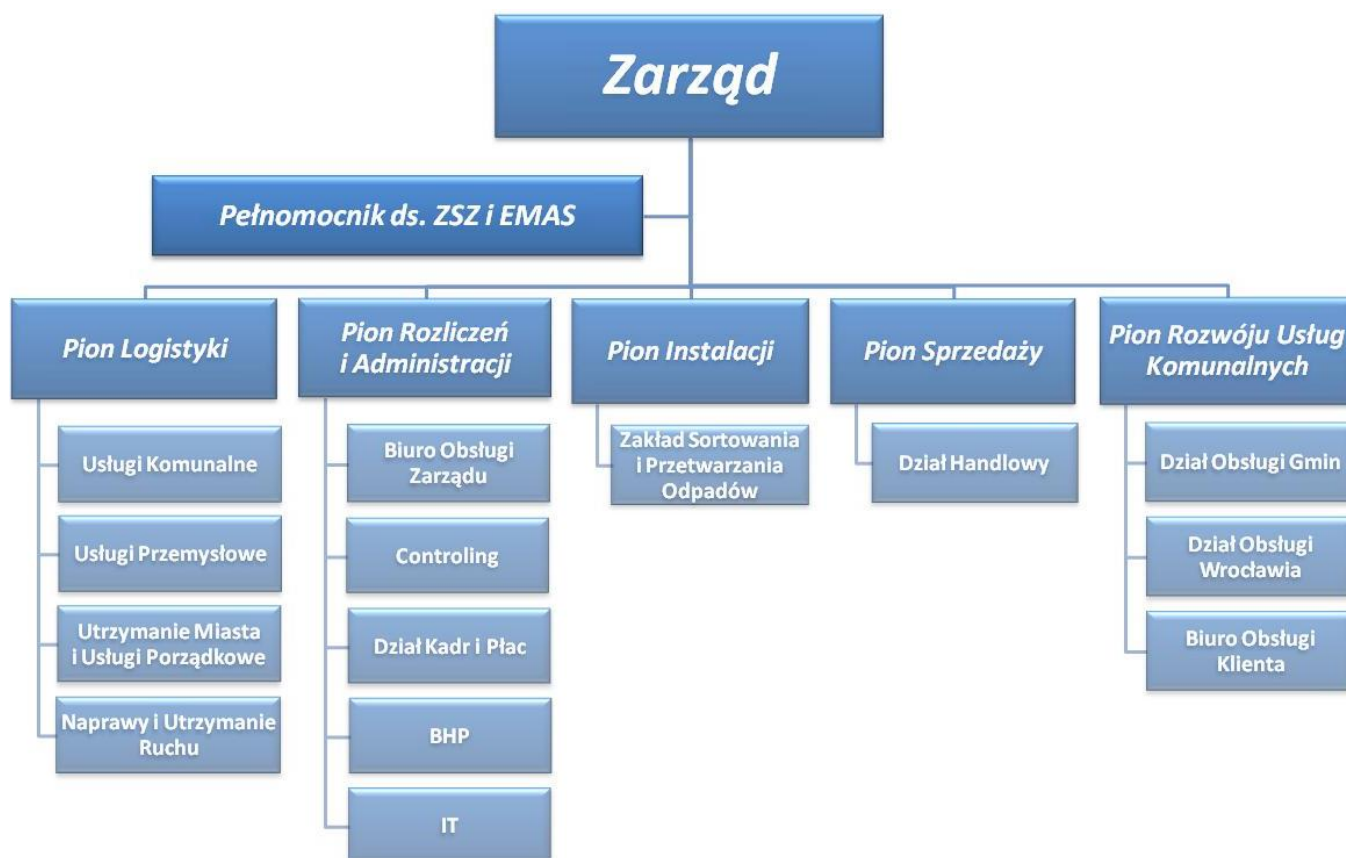 Zarząd
Pełnomocnik ds. ZSZ i EMAS
Pion Logistyki
Usługi Komunalne
Usługi Przemysłowe
Utrzymanie Miasta
i Usługi Porządkowe
Naprawy i Utrzymanie
Ruchu
Pion Rozliczeń
i Administracji
Biuro Obsługi
Zarządu
Controling
Dział Kadr i Płac
BHP
IT
Pion Instalacji
Zakład Sortowania
i Przetwarzania
Odpadów
Pion Sprzedaży
Dział Handlowy
Pion Rozwóju Usług
Komunalnych
Dział Obsługi Gmin
Dział Obsługi
Wrocławia
Biuro Obsługi
Klienta